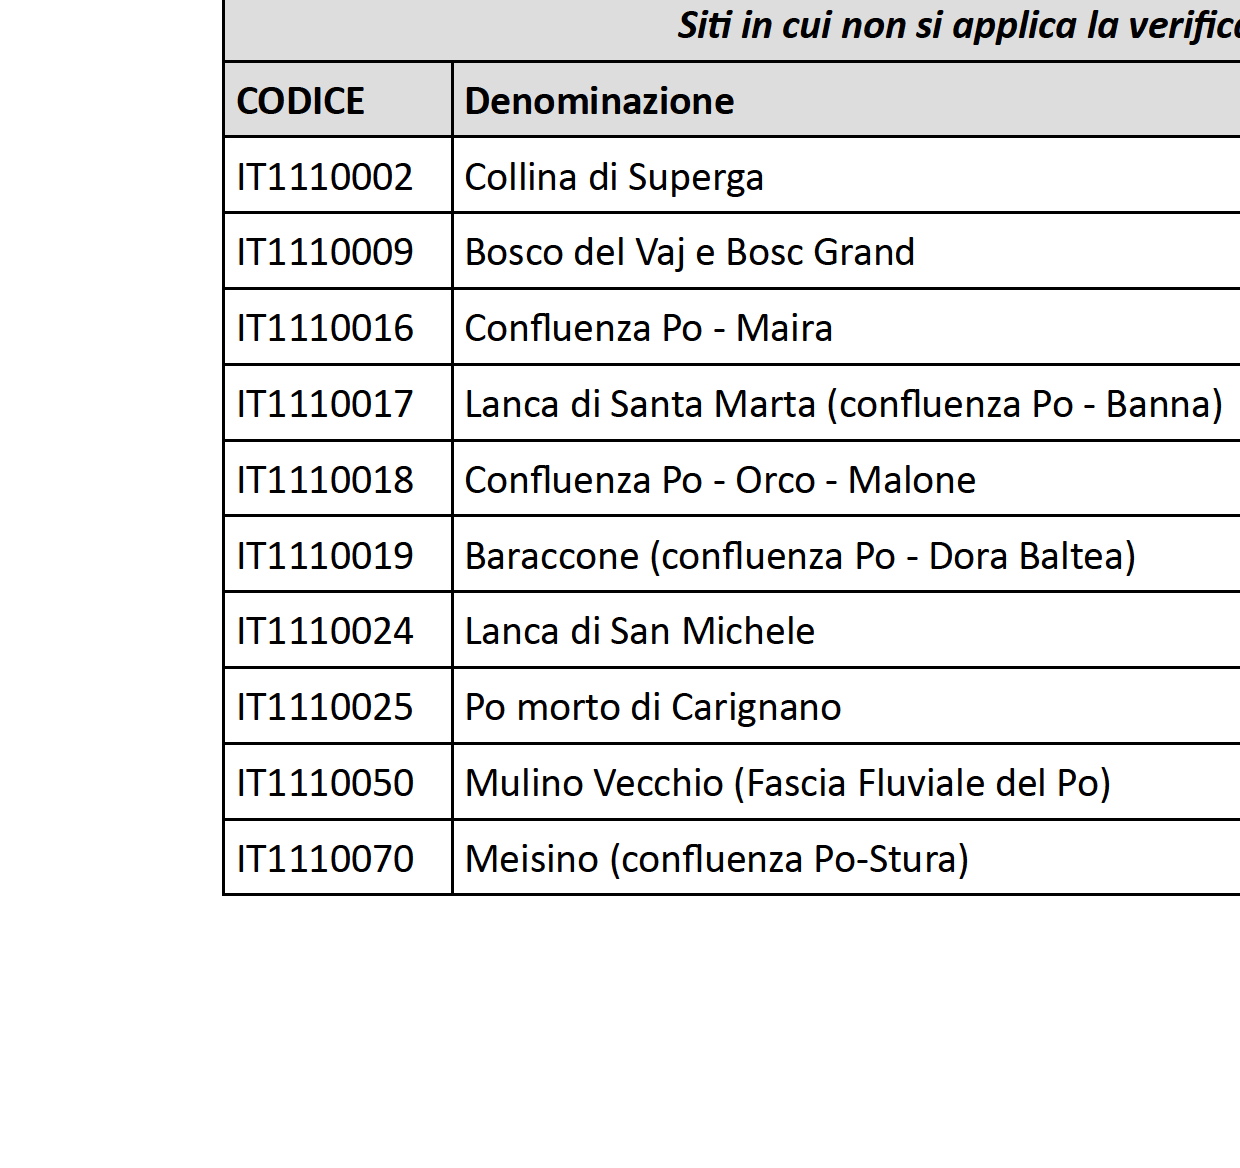 Siti in cui non si applica la
CODICE Denominazione
IT1110002 Collina di Superga
IT1110009 Bosco del Vaj e Bosc Grand
IT1110016 Confluenza Po - Maira
IT1110017 Lanca di Santa Marta (confluenza Po - Banna)
IT1110018 Confluenza Po - Orco - Malone
IT1110019 Baraccone (confluenza Po - Dora Baltea)
IT1110024 Lanca di San Michele
IT1110025 Po morto di Carignano
IT1110050 Mulino Vecchio (Fascia Fluviale del Po)
IT1110070 Meisino (confluenza Po-Stura)